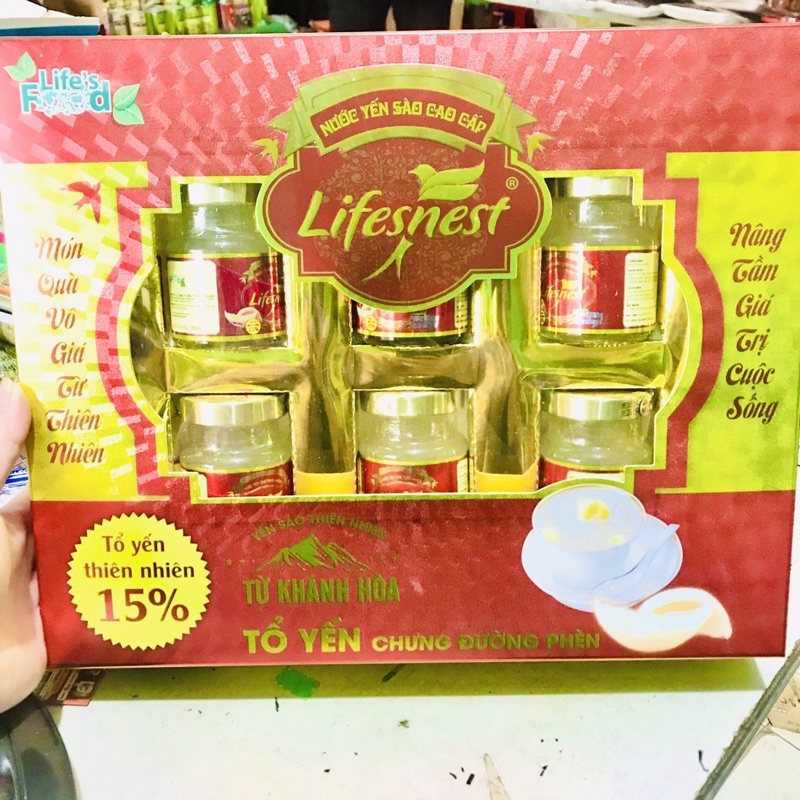 Life's
Food
NƯỚC YẾN SÀO CAO CẤP
Lifesnest®
Món
Quà
Vô
Giá
Từ
Thiên
Nhiên
Nâng
Tầm
Giá
Trị
Cuộc
Sống
Lifesnest
Tổ yến
thiên nhiên
15%
YẾN SÀO THIÊN NHIÊN
TỪ KHÁNH HÒA
TỔ YẾN CHƯNG ĐƯỜNG PHÈN